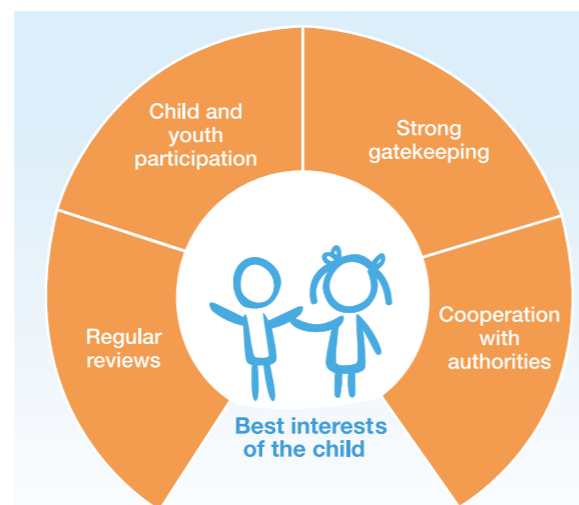 Child and
youth
participation
Strong
gatekeeping
Regular
reviews
Cooperation
with
authorities
Best interests
of the child